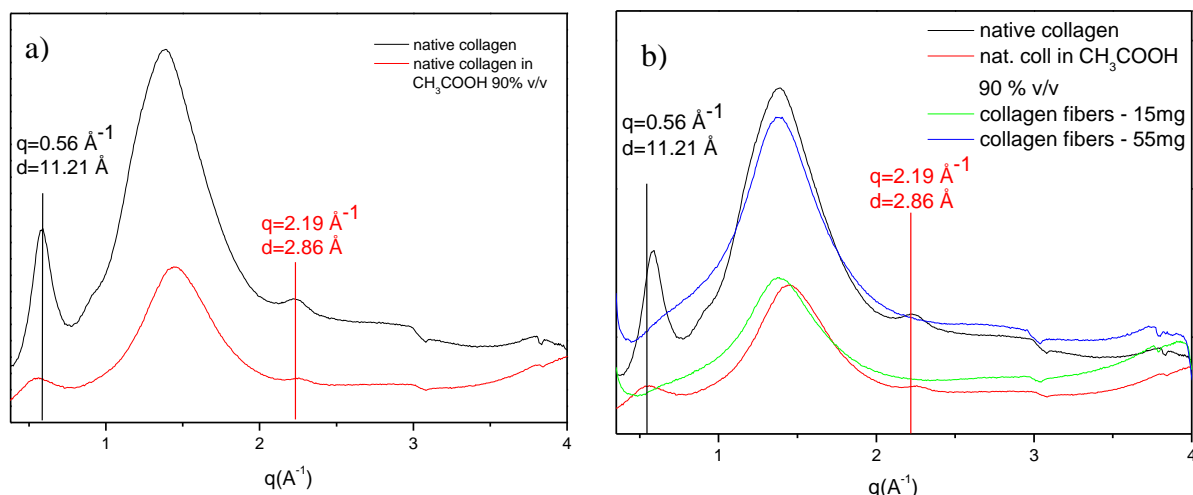 a)
native collagen
native collagen in
CH₃COOH 90% v/v
q=0.56 Å⁻¹
d=11.21 Å
q=2.19 Å⁻¹
d=2.86 Å
1 2 3 4
q(A⁻¹)
b)
native collagen
nat. coll in CH₃COOH
90 % v/v
collagen fibers - 15mg
collagen fibers - 55mg
q=0.56 Å⁻¹
d=11.21 Å
q=2.19 Å⁻¹
d=2.86 Å
1 2 3 4
q(A⁻¹)